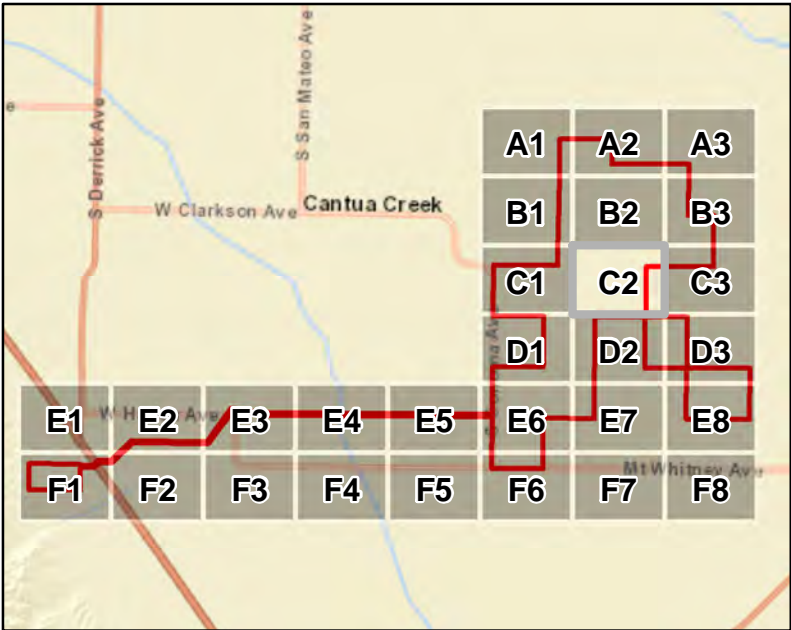 S San Mateo Ave
e
S Derrick Ave
W Clarkson Ave
Cantua Creek
A1 A2 A3
B1 B2 B3
C1 C2 C3
D1 D2 D3
E1 E2 E3 E4 E5 E6 E7 E8
Mt Whitney Ave
F1 F2 F3 F4 F5 F6 F7 F8